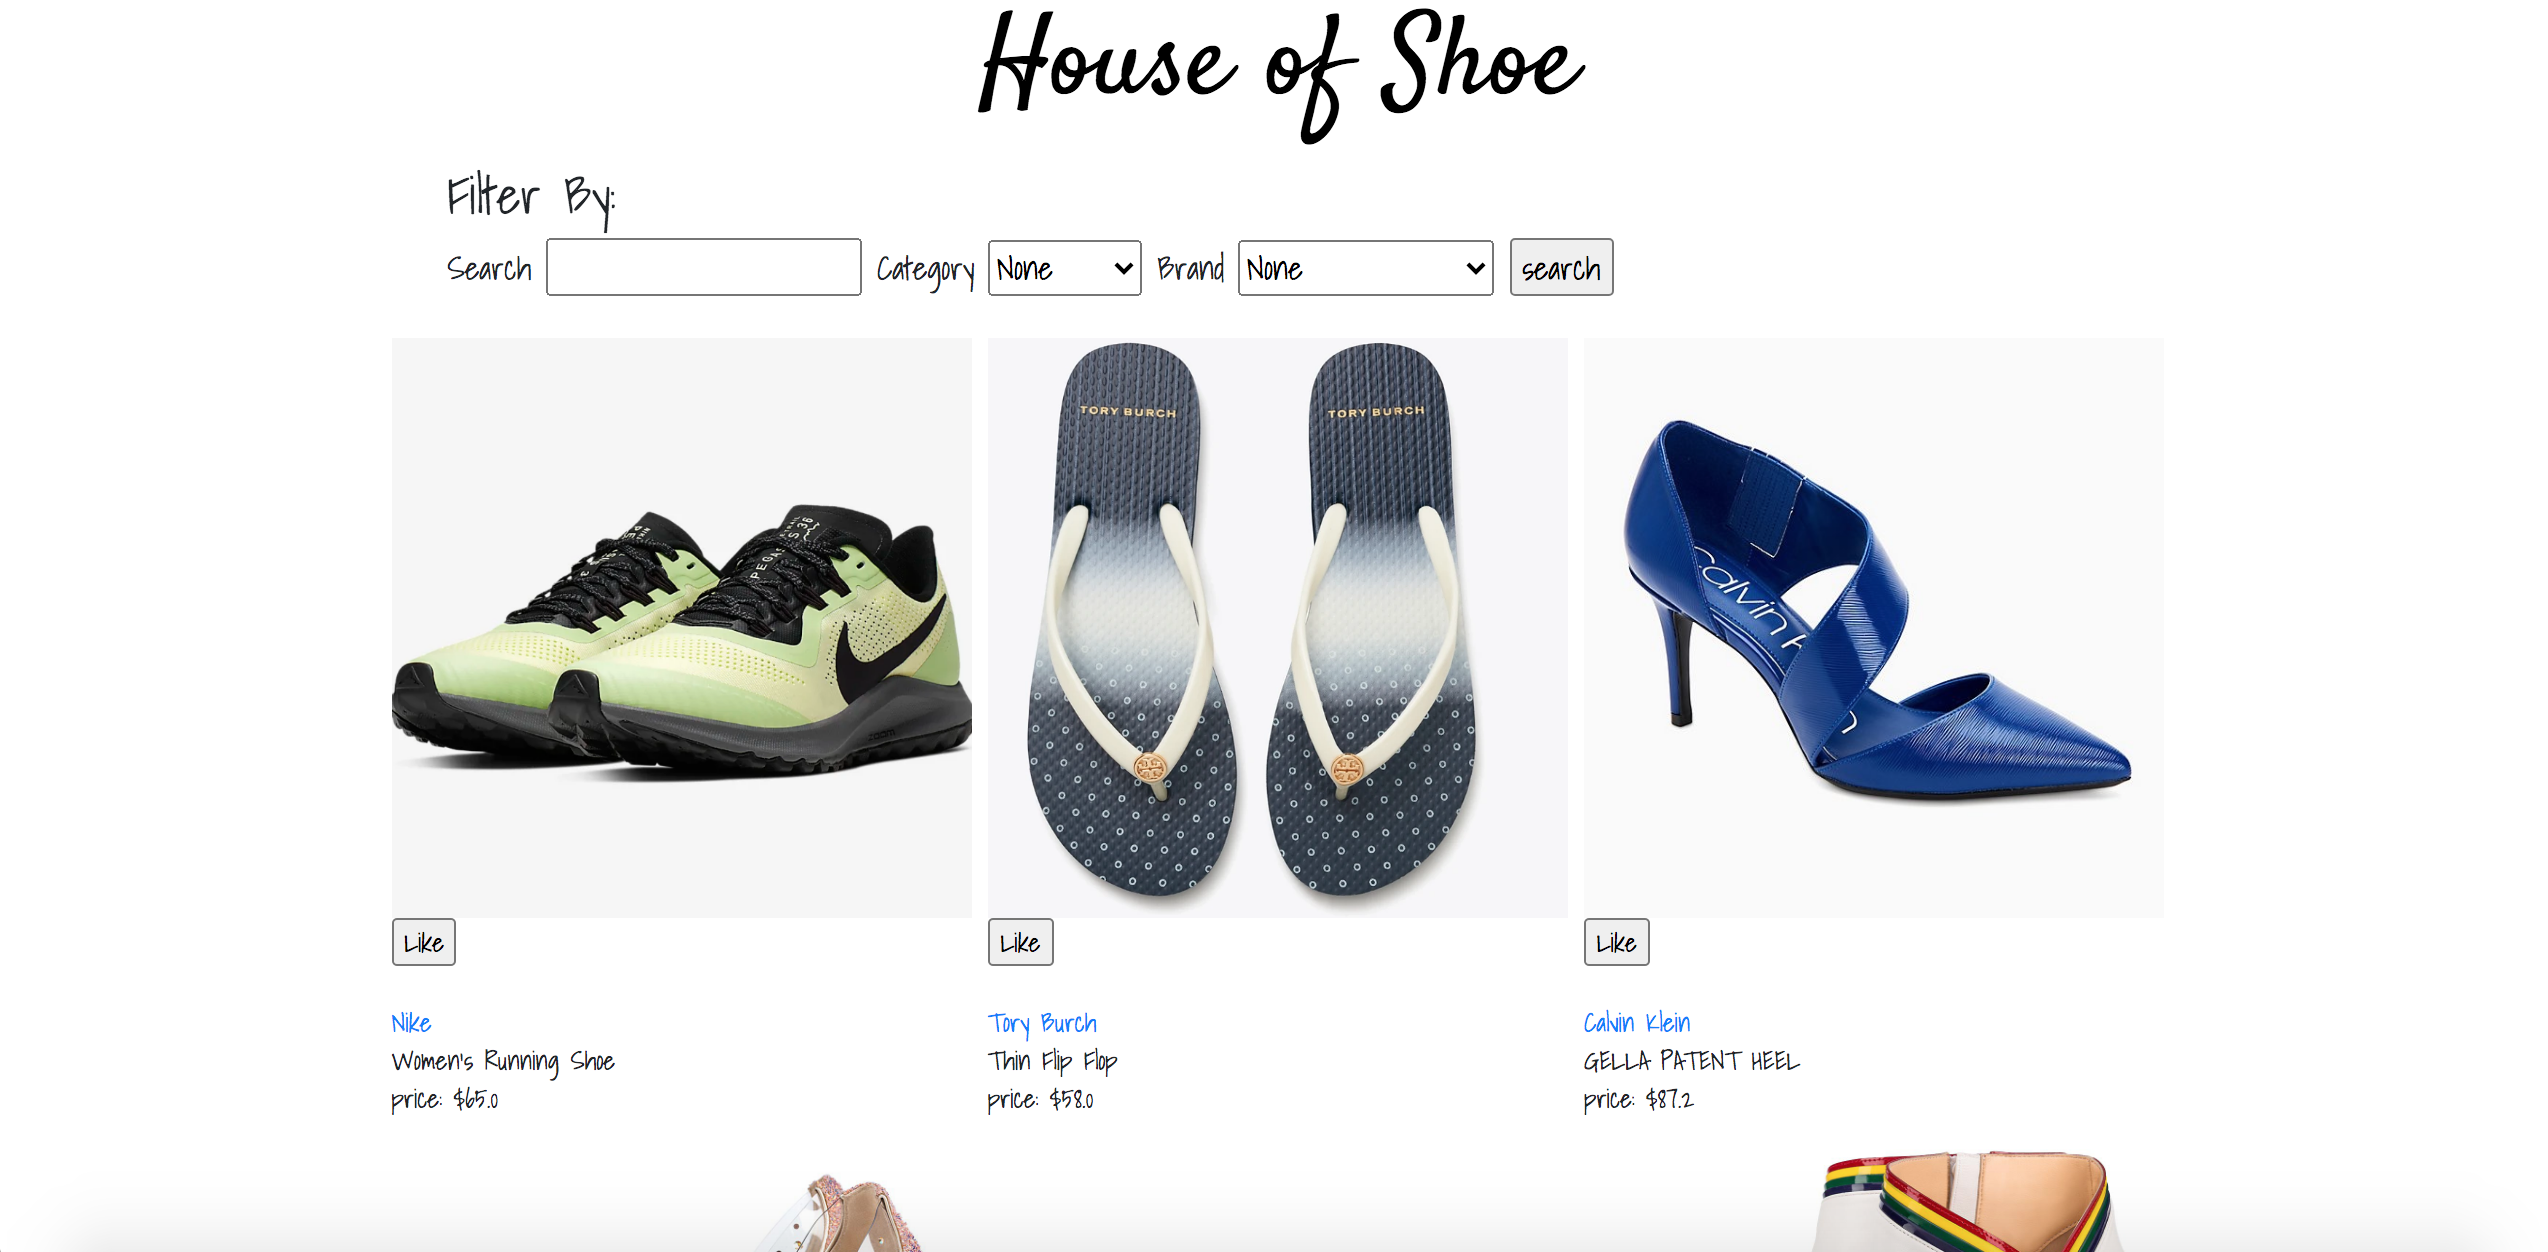 House of Shoe
Filter By:
Search Category None Brand None search
TORY BURCH TORY BURCH
Calvin K
n
zoom
Like Like Like
Nike Tory Burch Calvin Klein
Women's Running Shoe Thin Flip Flop GELLA PATENT HEEL
price: $65.0 price: $58.0 price: $87.2